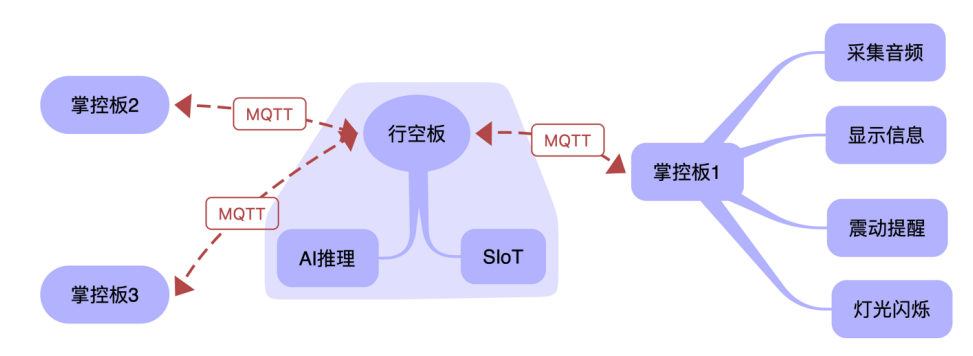 掌控板2
MQTT
掌控板3
MQTT
行空板
AI推理
SIoT
MQTT
掌控板1
采集音频
显示信息
震动提醒
灯光闪烁